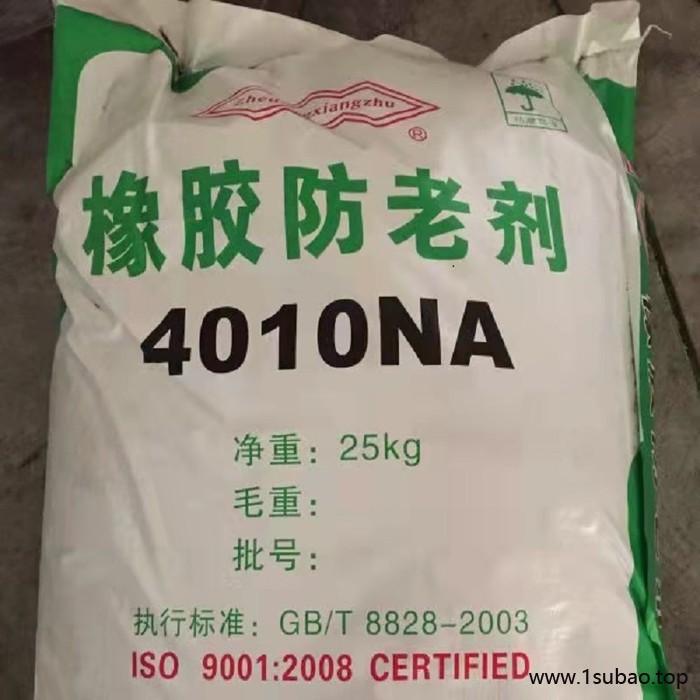 ®
橡胶防老剂
4010NA
净重：25kg
毛重：
批号：
执行标准：GB/T 8828-2003
ISO 9001:2008 CERTIFIED
www.1subao.top